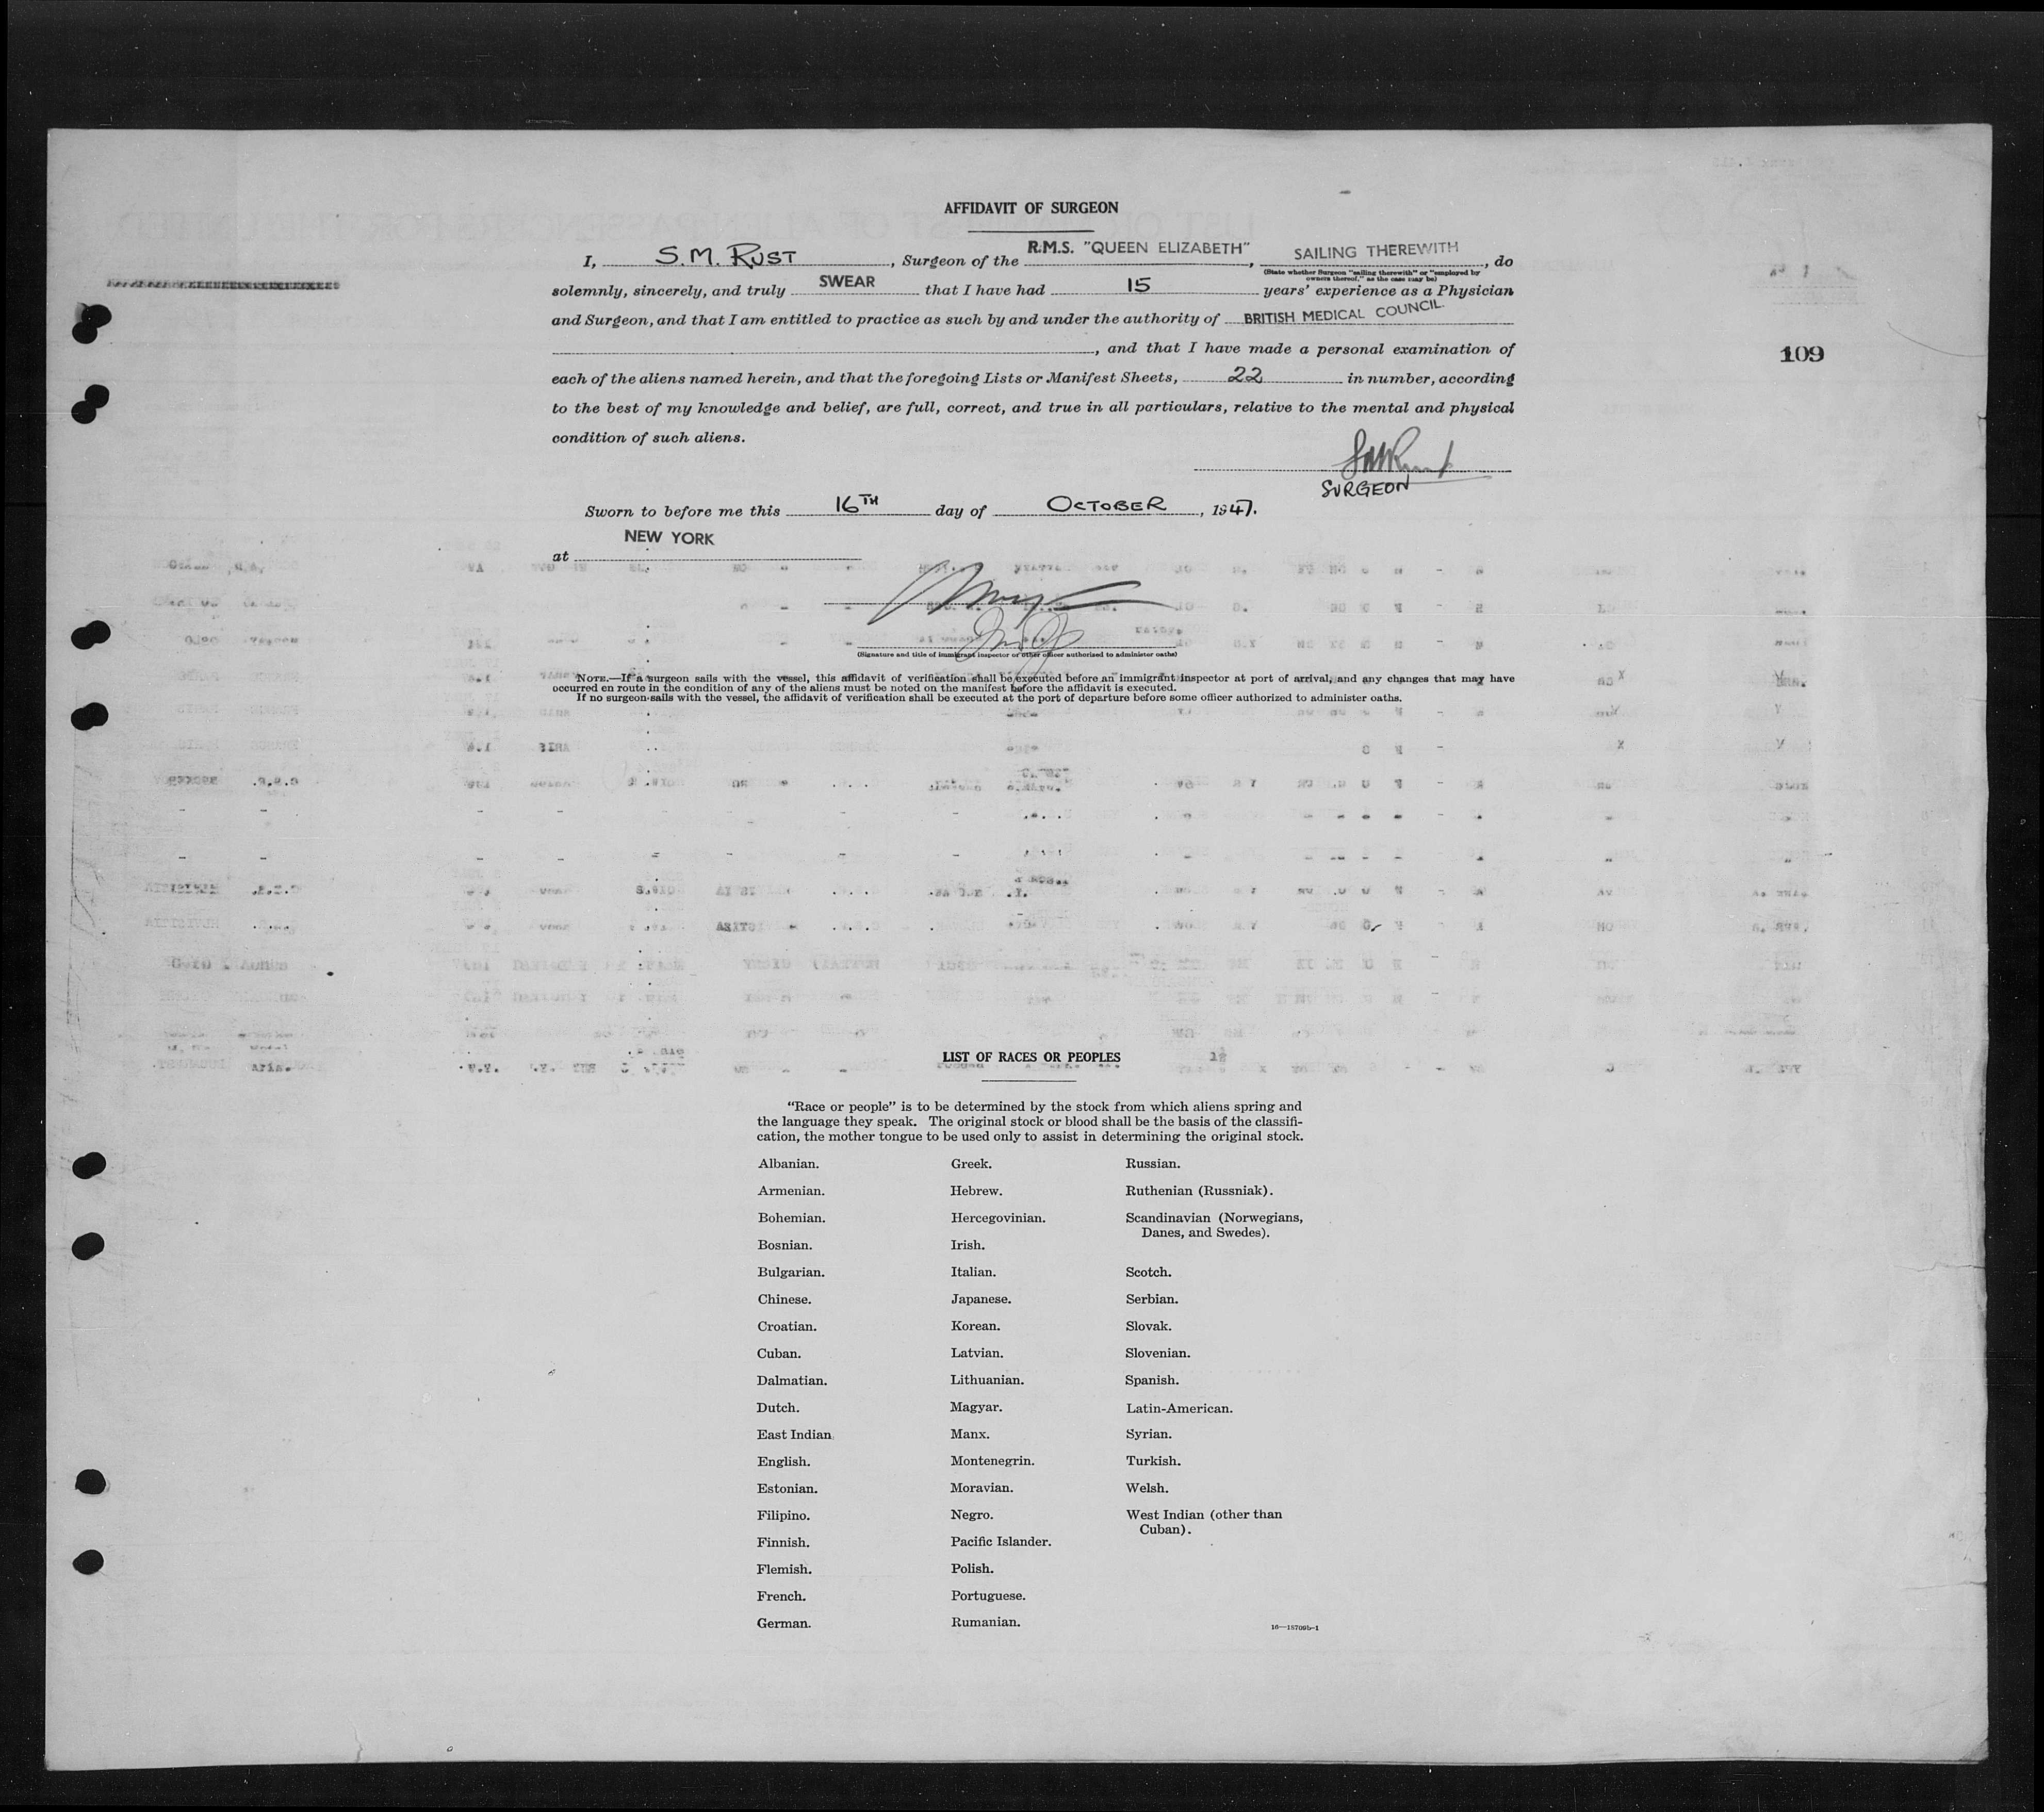 AFFIDAVIT OF SURGEON
I, S. M. RUST, Surgeon of the R.M.S. "QUEEN ELIZABETH", SAILING THEREWITH, do
(State whether Surgeon "sailing therewith" or "employed by
owners thereof," as the case may be)
solemnly, sincerely, and truly SWEAR that I have had 15 years' experience as a Physician
and Surgeon, and that I am entitled to practice as such by and under the authority of BRITISH MEDICAL COUNCIL.
, and that I have made a personal examination of
109
each of the aliens named herein, and that the foregoing Lists or Manifest Sheets, 22 in number, according
to the best of my knowledge and belief, are full, correct, and true in all particulars, relative to the mental and physical
condition of such aliens.
S M Rust
SURGEON
Sworn to before me this 16TH day of OCTOBER, 1947.
at NEW YORK
(Signature and title of immigrant inspector or other officer authorized to administer oaths)
NOTE.—If a surgeon sails with the vessel, this affidavit of verification shall be executed before an immigrant inspector at port of arrival, and any changes that may have
occurred en route in the condition of any of the aliens must be noted on the manifest before the affidavit is executed.
If no surgeon sails with the vessel, the affidavit of verification shall be executed at the port of departure before some officer authorized to administer oaths.
LIST OF RACES OR PEOPLES
"Race or people" is to be determined by the stock from which aliens spring and
the language they speak. The original stock or blood shall be the basis of the classifi-
cation, the mother tongue to be used only to assist in determining the original stock.
Albanian.
Armenian.
Bohemian.
Bosnian.
Bulgarian.
Chinese.
Croatian.
Cuban.
Dalmatian.
Dutch.
East Indian
English.
Estonian.
Filipino.
Finnish.
Flemish.
French.
German.
Greek.
Hebrew.
Hercegovinian.
Irish.
Italian.
Japanese.
Korean.
Latvian.
Lithuanian.
Magyar.
Manx.
Montenegrin.
Moravian.
Negro.
Pacific Islander.
Polish.
Portuguese.
Rumanian.
Russian.
Ruthenian (Russniak).
Scandinavian (Norwegians,
Danes, and Swedes).
Scotch.
Serbian.
Slovak.
Slovenian.
Spanish.
Latin-American.
Syrian.
Turkish.
Welsh.
West Indian (other than
Cuban).
16—18709b-1